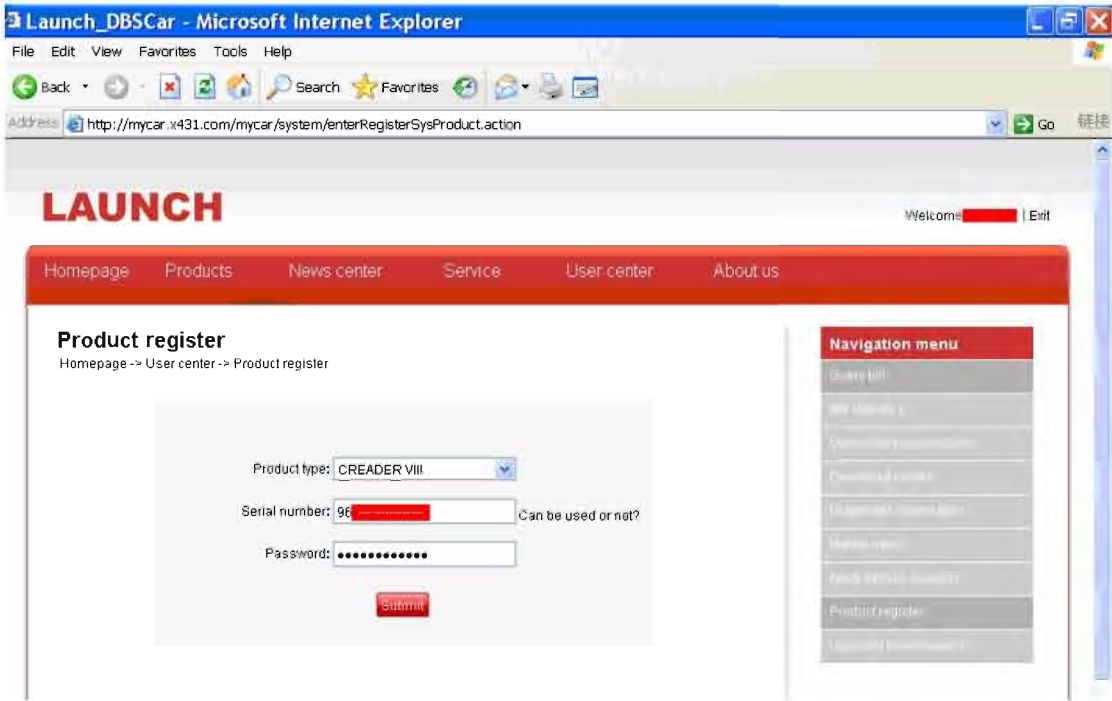 Launch_DBSCar - Microsoft Internet Explorer
File Edit View Favorites Tools Help
Back Search Favorites
Address http://mycar.x431.com/mycar/system/enterRegisterSysProduct.action Go 链接
LAUNCH
Welcome | Exit
Homepage Products News center Service User center About us
Product register
Homepage -> User center -> Product register
Navigation menu
Query bill
Product type: CREADER VIII
Serial number: 98 Can be used or not?
Password: ●●●●●●●●●●●●
Submit
Product register